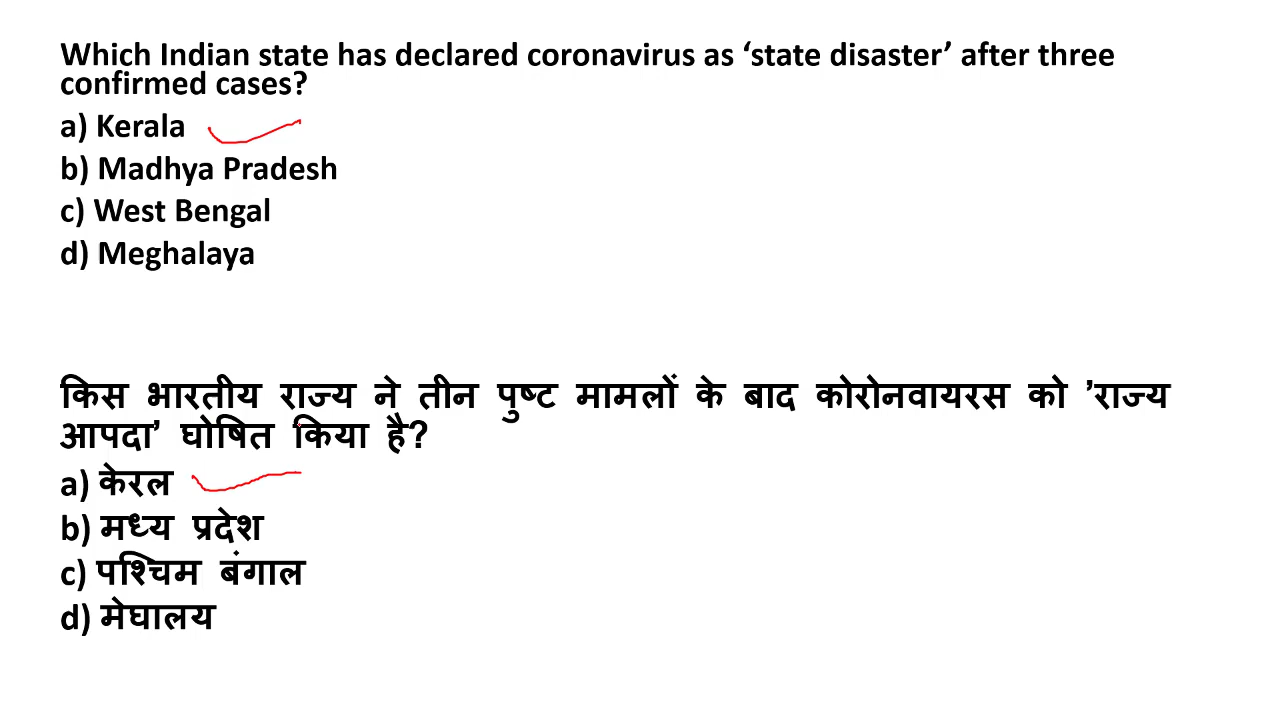 Which Indian state has declared coronavirus as ‘state disaster’ after three
confirmed cases?
a) Kerala
b) Madhya Pradesh
c) West Bengal
d) Meghalaya
किस भारतीय राज्य ने तीन पुष्ट मामलों के बाद कोरोनवायरस को ’राज्य
आपदा’ घोषित किया है?
a) केरल
b) मध्य प्रदेश
c) पश्चिम बंगाल
d) मेघालय